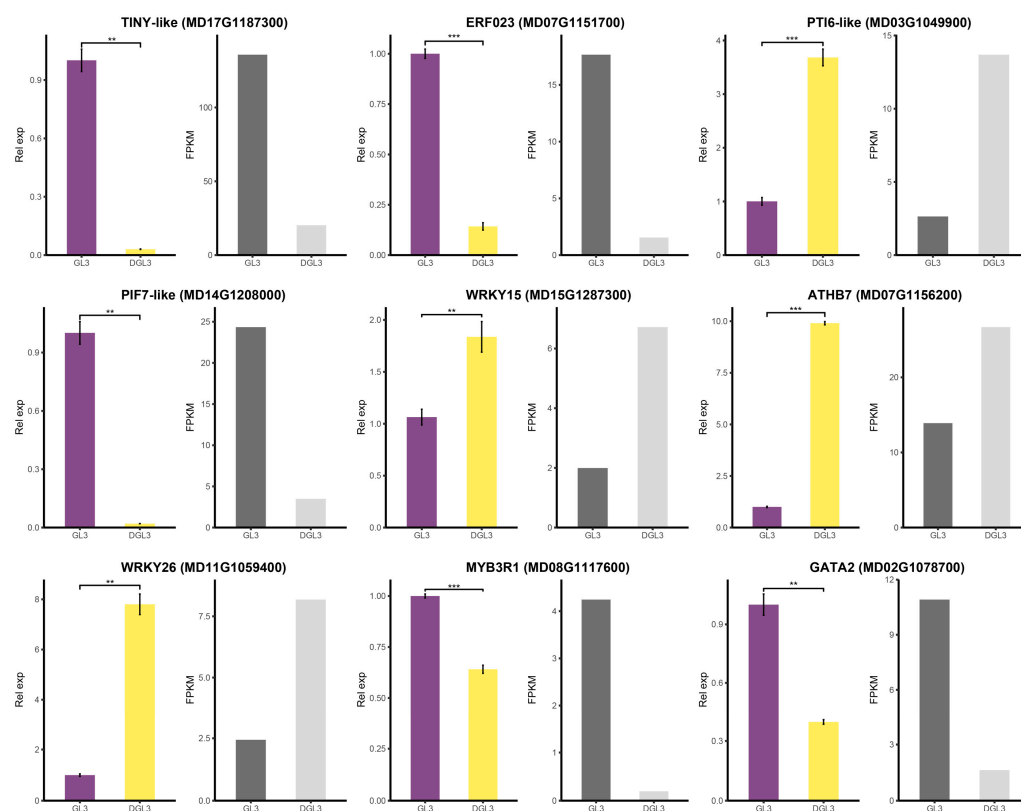 TINY-like (MD17G1187300)
Rel exp
0.9
0.6
0.3
0.0
**
GL3 DGL3
FPKM
100
50
0
GL3 DGL3
ERF023 (MD07G1151700)
Rel exp
1.00
0.75
0.50
0.25
0.00
***
GL3 DGL3
FPKM
15
10
5
0
GL3 DGL3
PTI6-like (MD03G1049900)
Rel exp
4
3
2
1
0
***
GL3 DGL3
FPKM
15
10
5
0
GL3 DGL3
PIF7-like (MD14G1208000)
Rel exp
0.9
0.6
0.3
0.0
**
GL3 DGL3
FPKM
25
20
15
10
5
0
GL3 DGL3
WRKY15 (MD15G1287300)
Rel exp
2.0
1.5
1.0
0.5
0.0
**
GL3 DGL3
FPKM
6
4
2
0
GL3 DGL3
ATHB7 (MD07G1156200)
Rel exp
10.0
7.5
5.0
2.5
0.0
***
GL3 DGL3
FPKM
20
10
0
GL3 DGL3
WRKY26 (MD11G1059400)
Rel exp
8
6
4
2
0
**
GL3 DGL3
FPKM
7.5
5.0
2.5
0.0
GL3 DGL3
MYB3R1 (MD08G1117600)
Rel exp
1.00
0.75
0.50
0.25
0.00
***
GL3 DGL3
FPKM
4
3
2
1
0
GL3 DGL3
GATA2 (MD02G1078700)
Rel exp
0.9
0.6
0.3
0.0
**
GL3 DGL3
FPKM
12
9
6
3
0
GL3 DGL3